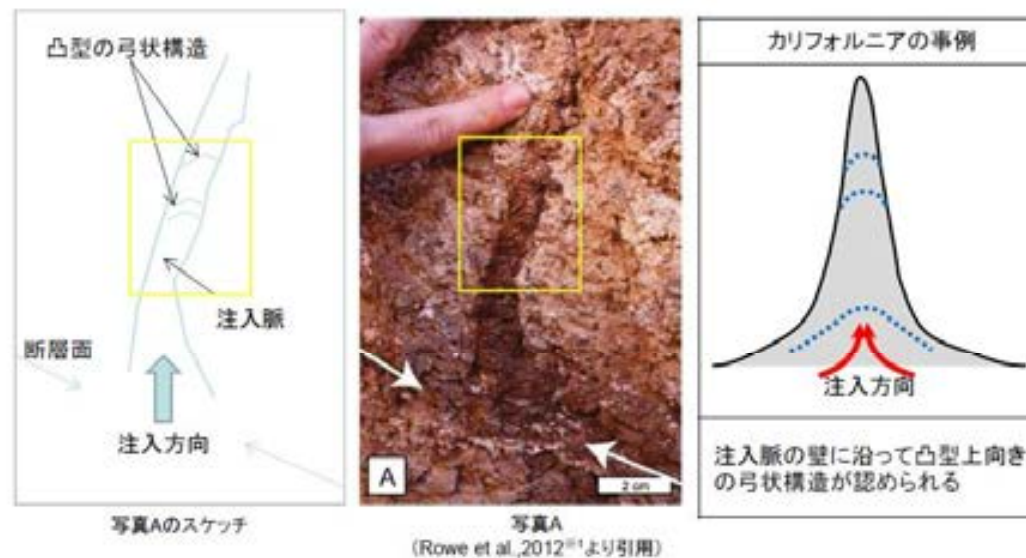 凸型の弓状構造
注入脈
断層面
注入方向
写真Aのスケッチ
A
2 cm
写真A
(Rowe et al.,2012※1より引用)
カリフォルニアの事例
注入方向
注入脈の壁に沿って凸型上向き
の弓状構造が認められる